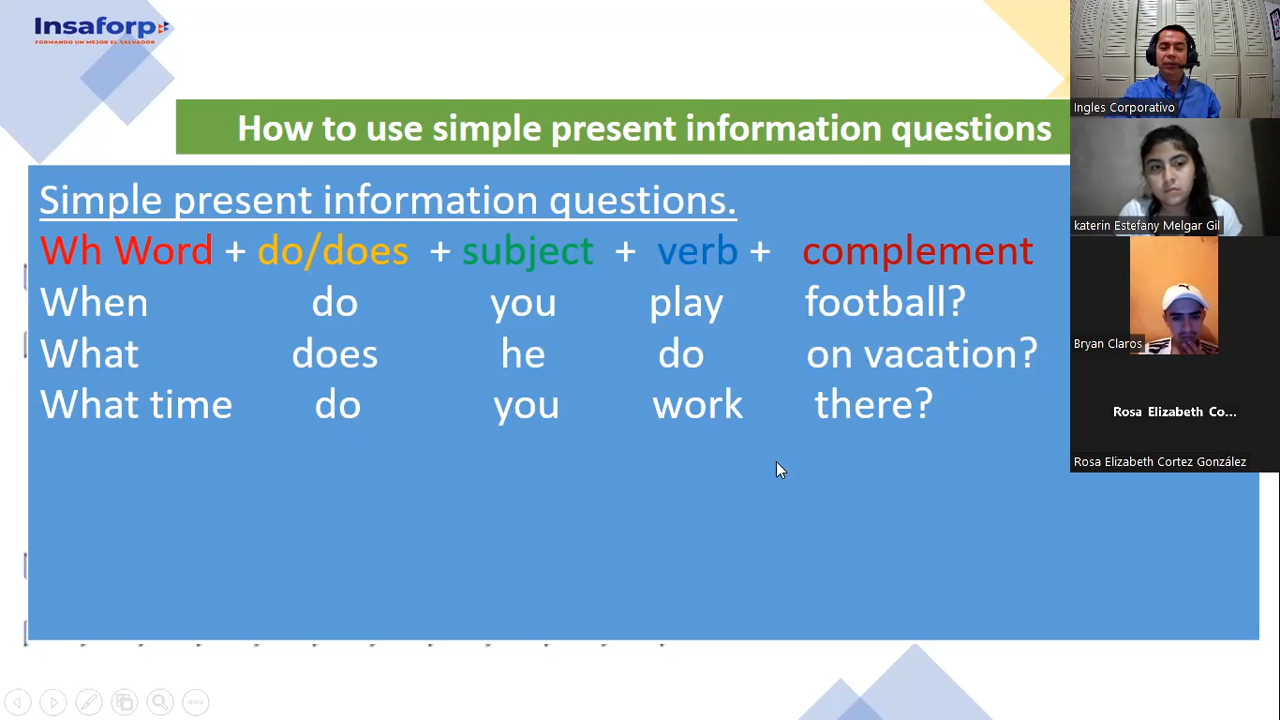 Insaforp
FORMANDO UN MEJOR EL SALVADOR
How to use simple present information questions
Simple present information questions.
Wh Word + do/does + subject + verb + complement
When do you play football?
What does he do on vacation?
What time do you work there?
Ingles Corporativo
katerin Estefany Melgar Gil
Bryan Claros
Rosa Elizabeth Co...
Rosa Elizabeth Cortez González